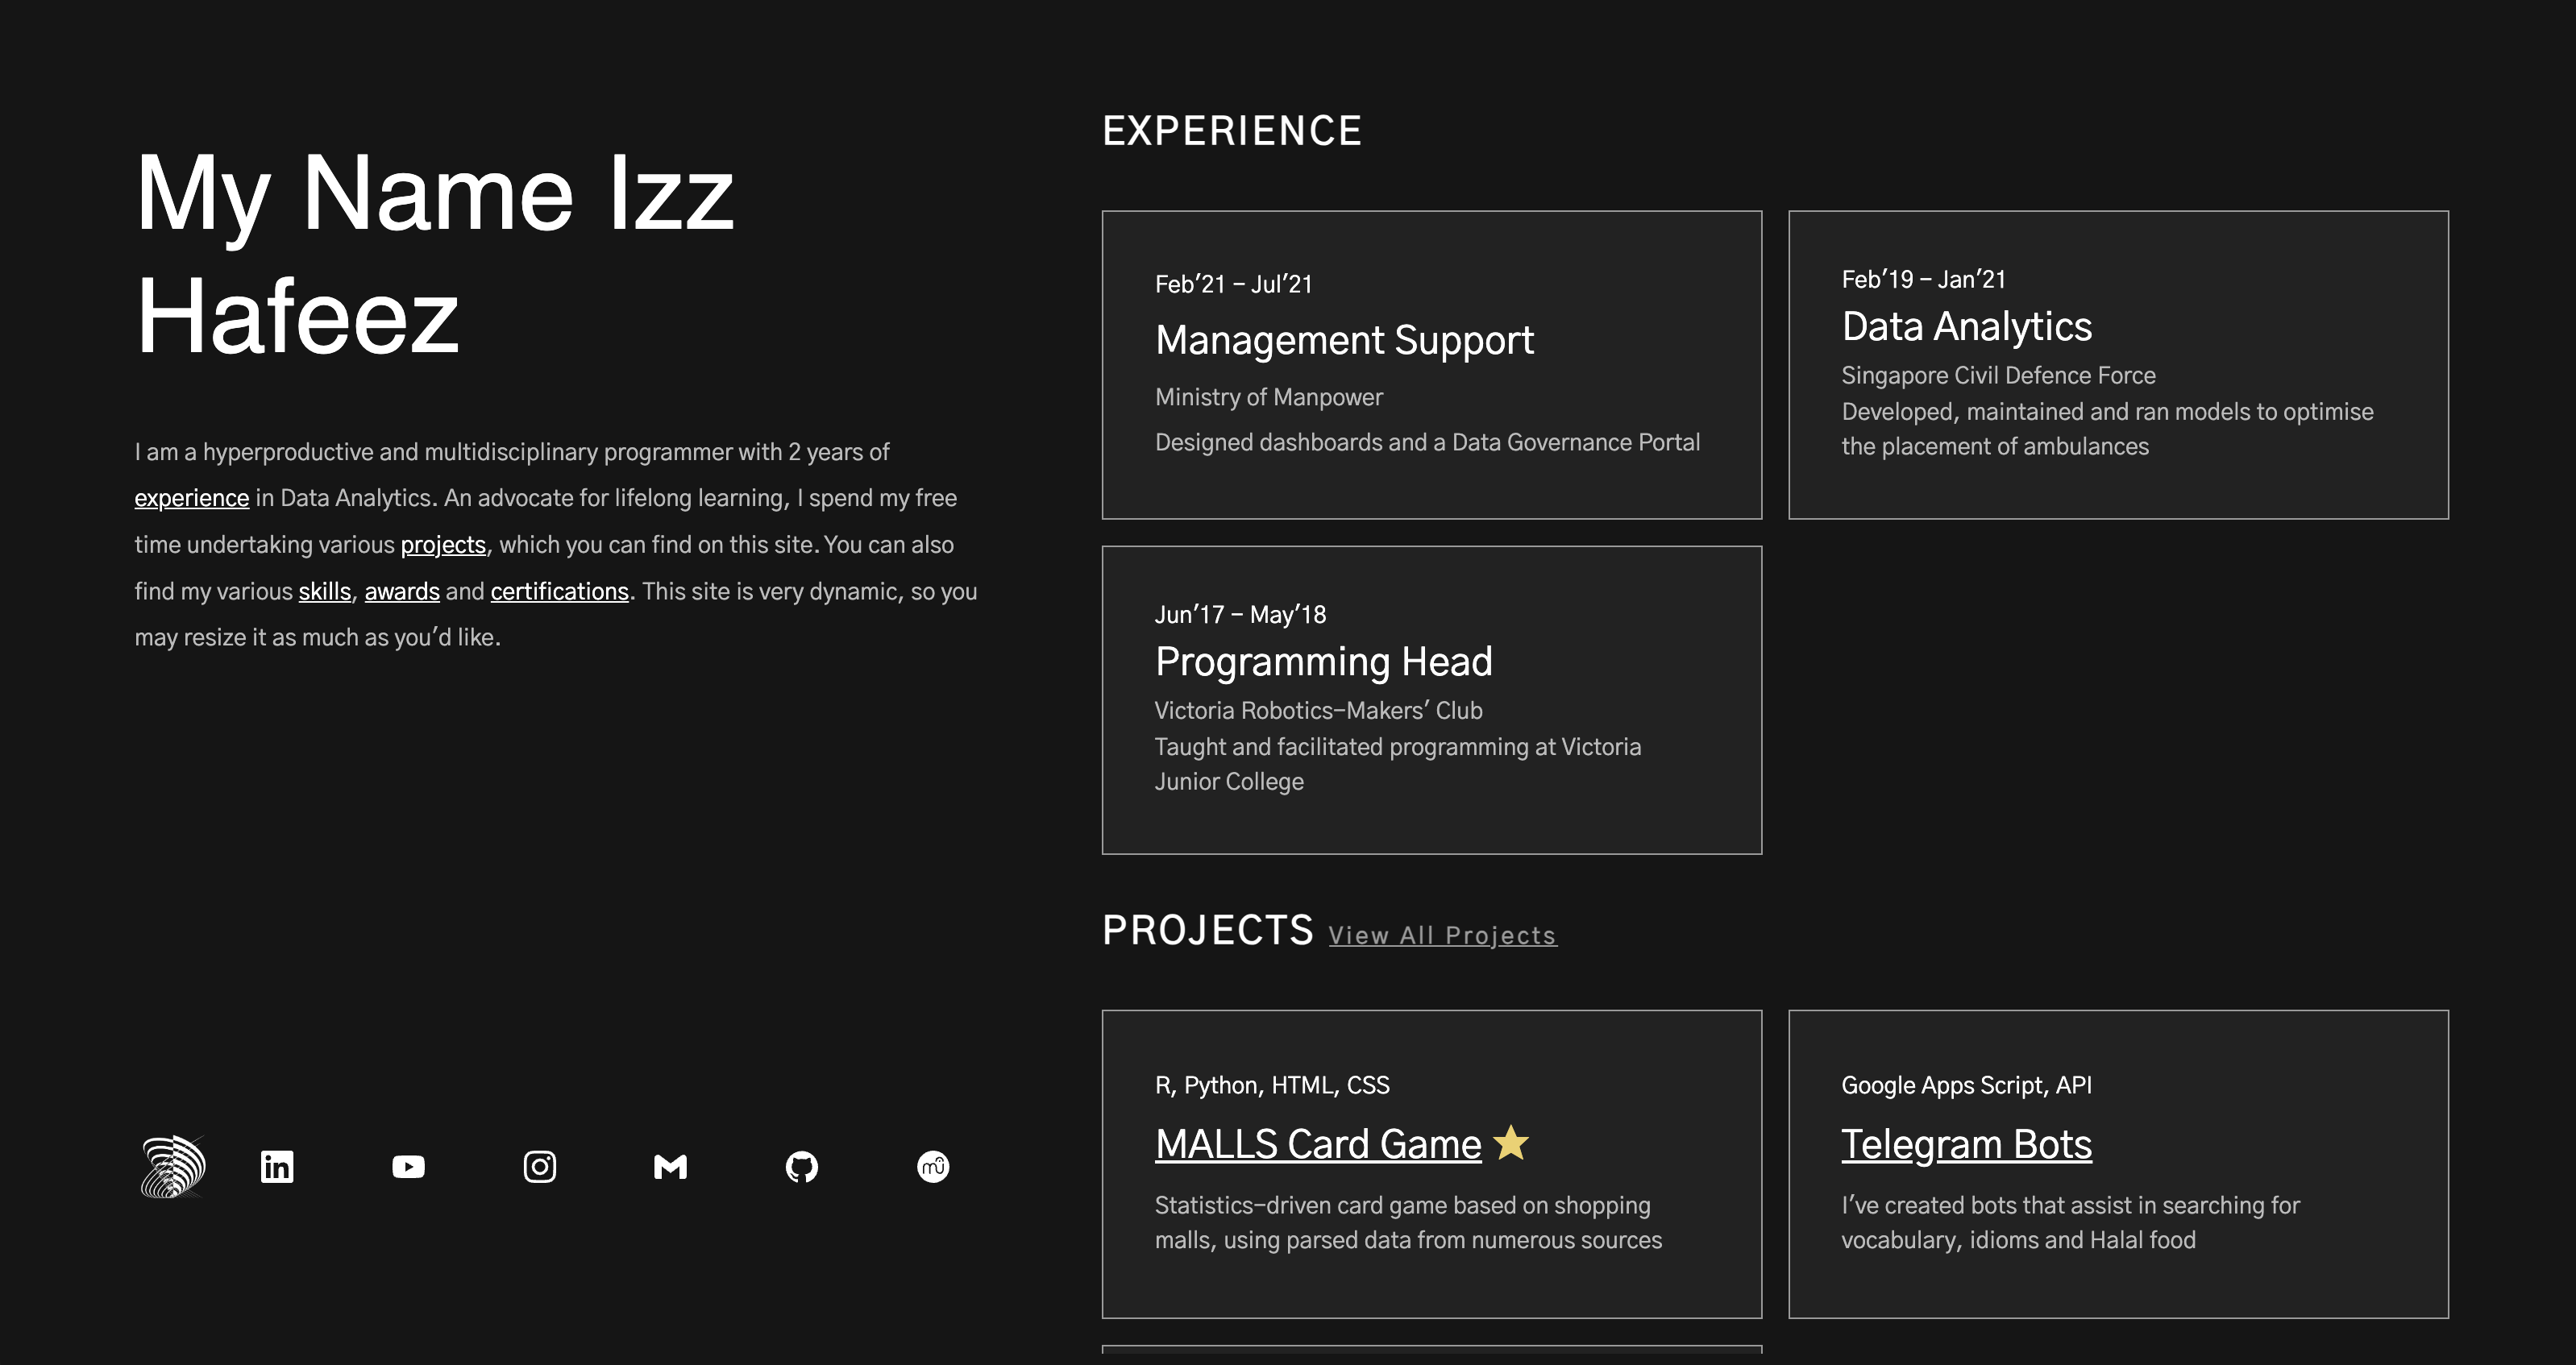 My Name Izz
Hafeez
I am a hyperproductive and multidisciplinary programmer with 2 years of
experience in Data Analytics. An advocate for lifelong learning, I spend my free
time undertaking various projects, which you can find on this site. You can also
find my various skills, awards and certifications. This site is very dynamic, so you
may resize it as much as you'd like.
in
EXPERIENCE
Feb'21 – Jul'21
Management Support
Ministry of Manpower
Designed dashboards and a Data Governance Portal
Feb'19 – Jan'21
Data Analytics
Singapore Civil Defence Force
Developed, maintained and ran models to optimise
the placement of ambulances
Jun'17 – May'18
Programming Head
Victoria Robotics-Makers' Club
Taught and facilitated programming at Victoria
Junior College
PROJECTS View All Projects
R, Python, HTML, CSS
MALLS Card Game
Statistics-driven card game based on shopping
malls, using parsed data from numerous sources
Google Apps Script, API
Telegram Bots
I've created bots that assist in searching for
vocabulary, idioms and Halal food